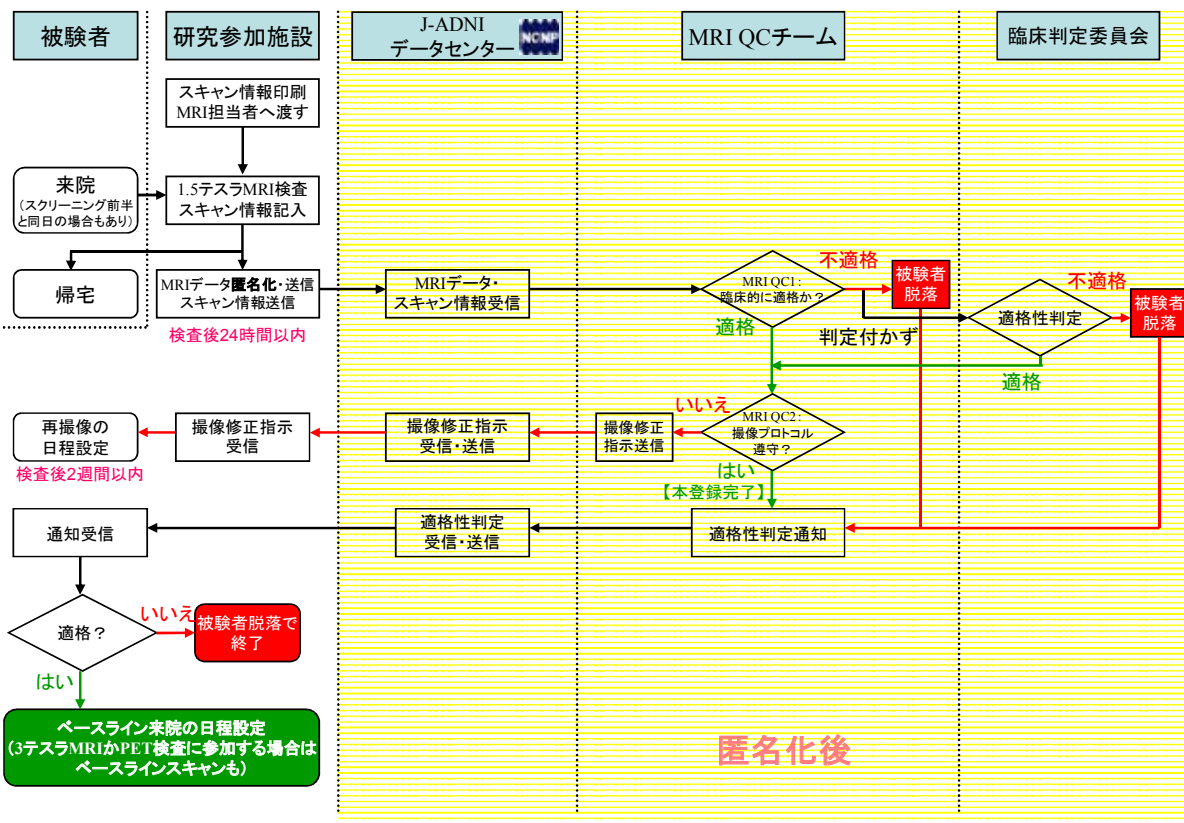 被験者
研究参加施設
J-ADNI
データセンター
NCNP
MRI QCチーム
臨床判定委員会
スキャン情報印刷
MRI担当者へ渡す
来院
(スクリーニング前半
と同日の場合もあり)
1.5テスラMRI検査
スキャン情報記入
帰宅
MRIデータ匿名化・送信
スキャン情報送信
検査後24時間以内
MRIデータ・
スキャン情報受信
MRI QC1:
臨床的に適格か?
不適格
被験者
脱落
適格
判定付かず
適格性判定
不適格
被験者
脱落
適格
再撮像の
日程設定
検査後2週間以内
撮像修正指示
受信
撮像修正指示
受信・送信
撮像修正
指示送信
いいえ
MRI QC2:
撮像プロトコル
遵守?
はい
【本登録完了】
通知受信
適格性判定
受信・送信
適格性判定通知
適格?
いいえ
被験者脱落で
終了
はい
ベースライン来院の日程設定
(3テスラMRIかPET検査に参加する場合は
ベースラインスキャンも)
匿名化後